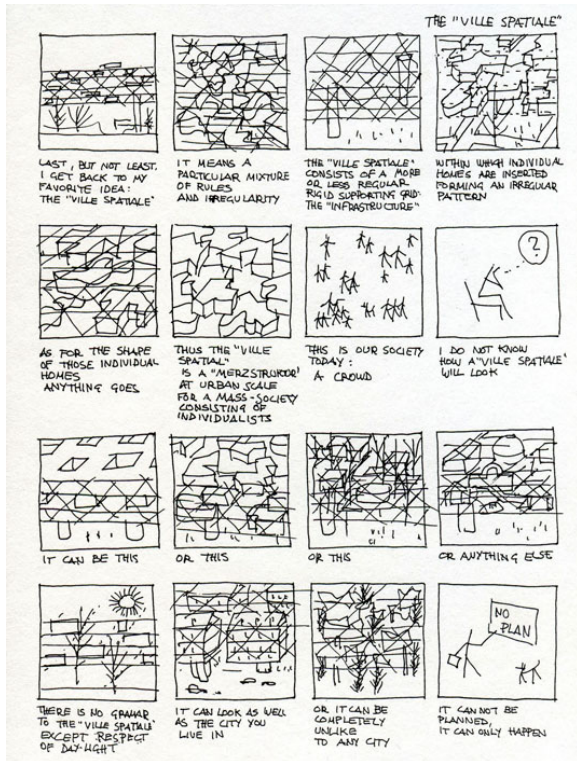 THE "VILLE SPATIALE"
LAST, BUT NOT LEAST.
I GET BACK TO MY
FAVORITE IDEA:
THE "VILLE SPATIALE"
IT MEANS A
PARTICULAR MIXTURE
OF RULES
AND IRREGULARITY
THE "VILLE SPATIALE"
CONSISTS OF A MORE
OR LESS REGULAR
RIGID SUPPORTING GRID:
THE "INFRASTRUCTURE"
WITHIN WHICH INDIVIDUAL
HOMES ARE INSERTED
FORMING AN IRREGULAR
PATTERN
AS FOR THE SHAPE
OF THOSE INDIVIDUAL
HOMES
ANYTHING GOES
THUS THE "VILLE
SPATIAL"
IS A "MERZSTRUKTUR"
AT URBAN SCALE
FOR A MASS-SOCIETY
CONSISTING OF
INDIVIDUALISTS
THIS IS OUR SOCIETY
TODAY:
A CROWD
?
I DO NOT KNOW
HOW A "VILLE SPATIALE"
WILL LOOK
IT CAN BE THIS
OR THIS
OR THIS
OR ANYTHING ELSE
THERE IS NO GRAMAR
TO THE "VILLE SPATIALE"
EXCEPT RESPECT
OF DAY-LIGHT
IT CAN LOOK AS WELL
AS THE CITY YOU
LIVE IN
OR IT CAN BE
COMPLETELY
UNLIKE
TO ANY CITY
NO
PLAN
IT CAN NOT BE
PLANNED,
IT CAN ONLY HAPPEN